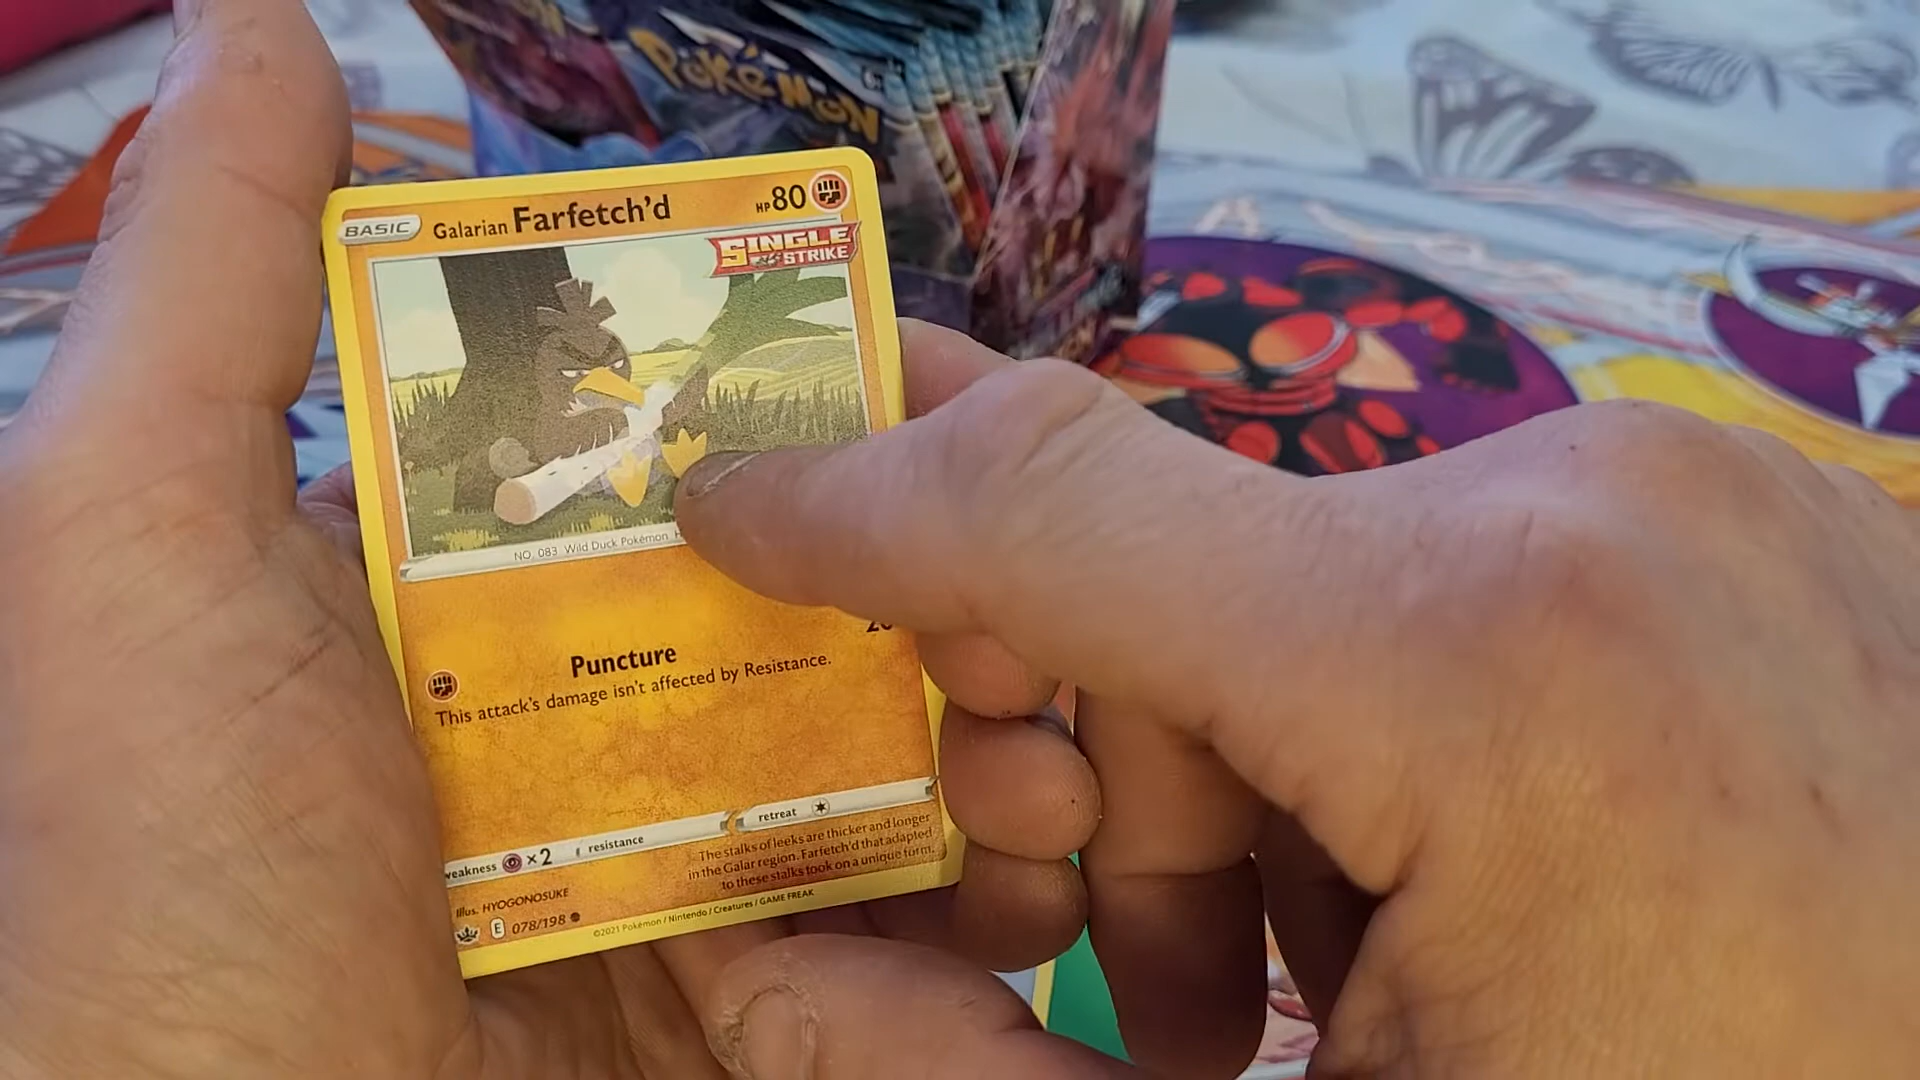 POKéMON
BASIC Galarian Farfetch'd HP 80
SINGLE
STRIKE
NO. 083 Wild Duck Pokémon
20
Puncture
This attack's damage isn't affected by Resistance.
weakness ×2 resistance retreat
The stalks of leeks are thicker and longer
in the Galar region. Farfetch'd that adapted
to these stalks took on a unique form.
Illus. HYOGONOSUKE
E 078/198
©2021 Pokémon / Nintendo / Creatures / GAME FREAK